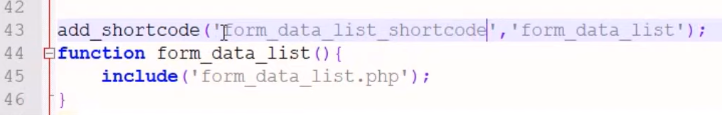 42
43 add_shortcode('form_data_list_shortcode','form_data_list');
44 function form_data_list(){
45 include('form_data_list.php');
46 }